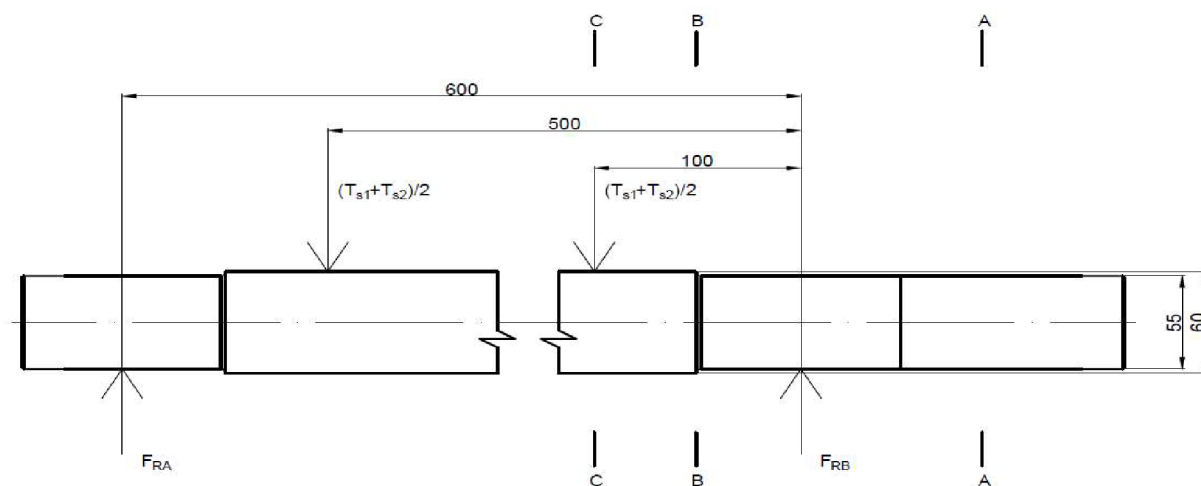 C B A
600
500
100
(Ts1+Ts2)/2 (Ts1+Ts2)/2
55 60
FRA FRB
C B A